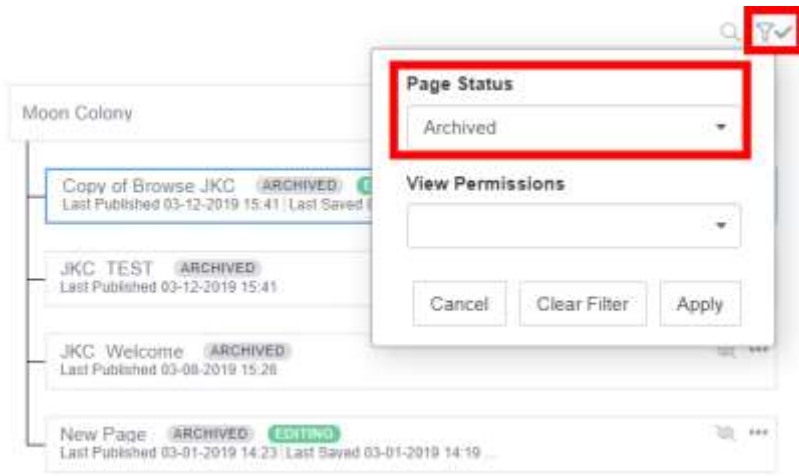 Page Status
Archived
View Permissions
Cancel Clear Filter Apply
Moon Colony
Copy of Browse JKC ARCHIVED
Last Published 03-12-2019 15:41 Last Saved
JKC TEST ARCHIVED
Last Published 03-12-2019 15:41
JKC Welcome ARCHIVED
Last Published 03-08-2019 15:26
New Page ARCHIVED EDITING
Last Published 03-01-2019 14:23 Last Saved 03-01-2019 14:19 ...